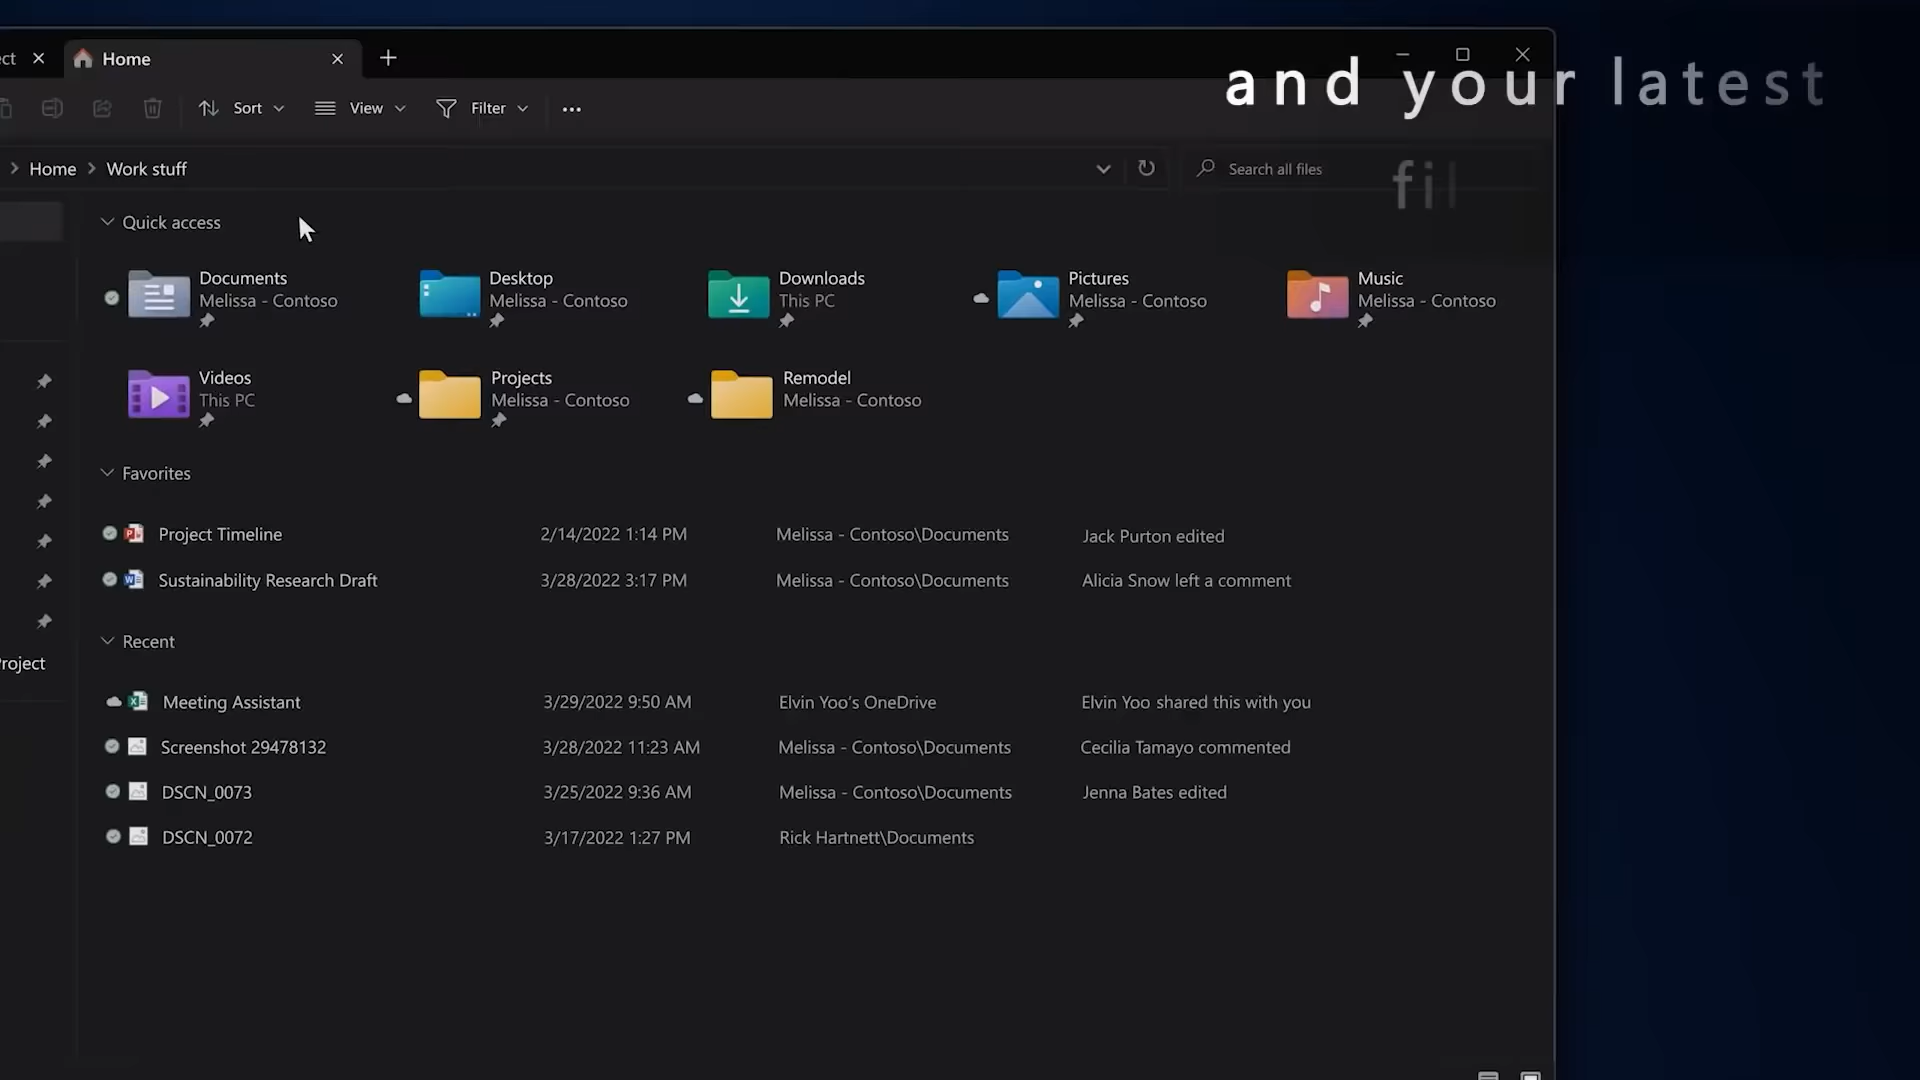 ct Home
and your latest
Sort View Filter
Home Work stuff Search all files
fil
Quick access
Documents Desktop Downloads Pictures Music
Melissa - Contoso Melissa - Contoso This PC Melissa - Contoso Melissa - Contoso
Videos Projects Remodel
This PC Melissa - Contoso Melissa - Contoso
Favorites
Project Timeline 2/14/2022 1:14 PM Melissa - Contoso\Documents Jack Purton edited
Sustainability Research Draft 3/28/2022 3:17 PM Melissa - Contoso\Documents Alicia Snow left a comment
Recent
Project
Meeting Assistant 3/29/2022 9:50 AM Elvin Yoo's OneDrive Elvin Yoo shared this with you
Screenshot 29478132 3/28/2022 11:23 AM Melissa - Contoso\Documents Cecilia Tamayo commented
DSCN_0073 3/25/2022 9:36 AM Melissa - Contoso\Documents Jenna Bates edited
DSCN_0072 3/17/2022 1:27 PM Rick Hartnett\Documents